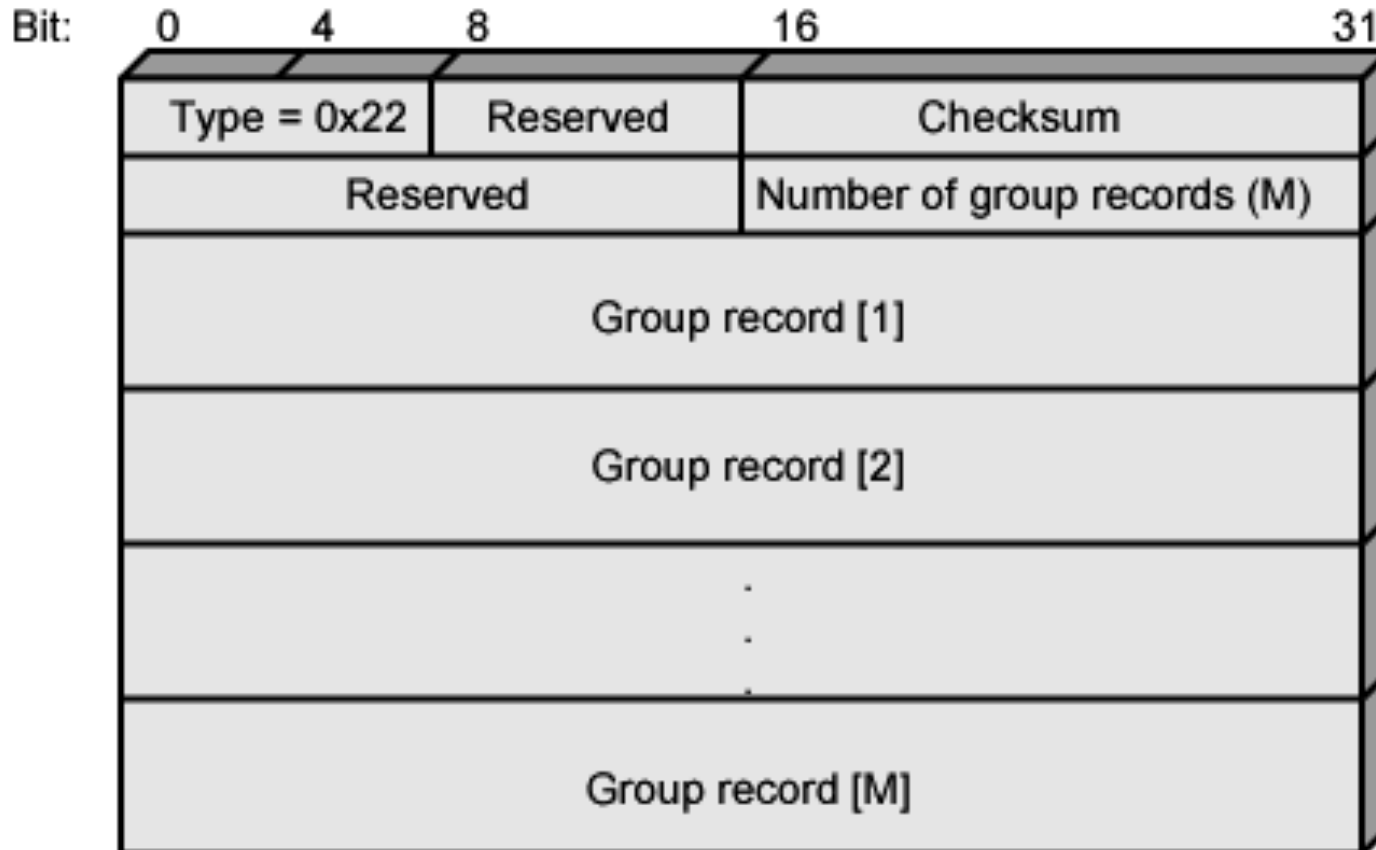 Bit: 0 4 8 16 31
Type = 0x22 Reserved Checksum
Reserved Number of group records (M)
Group record [1]
Group record [2]
.
.
.
Group record [M]